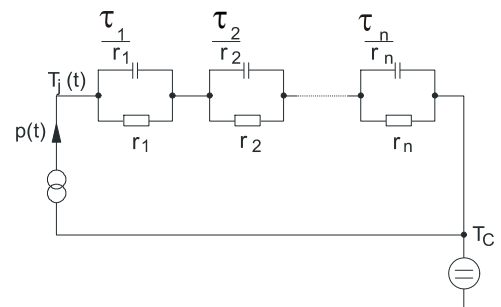 τ1/r1 τ2/r2 τn/rn
Tj(t)
r1 r2 rn
p(t)
TC